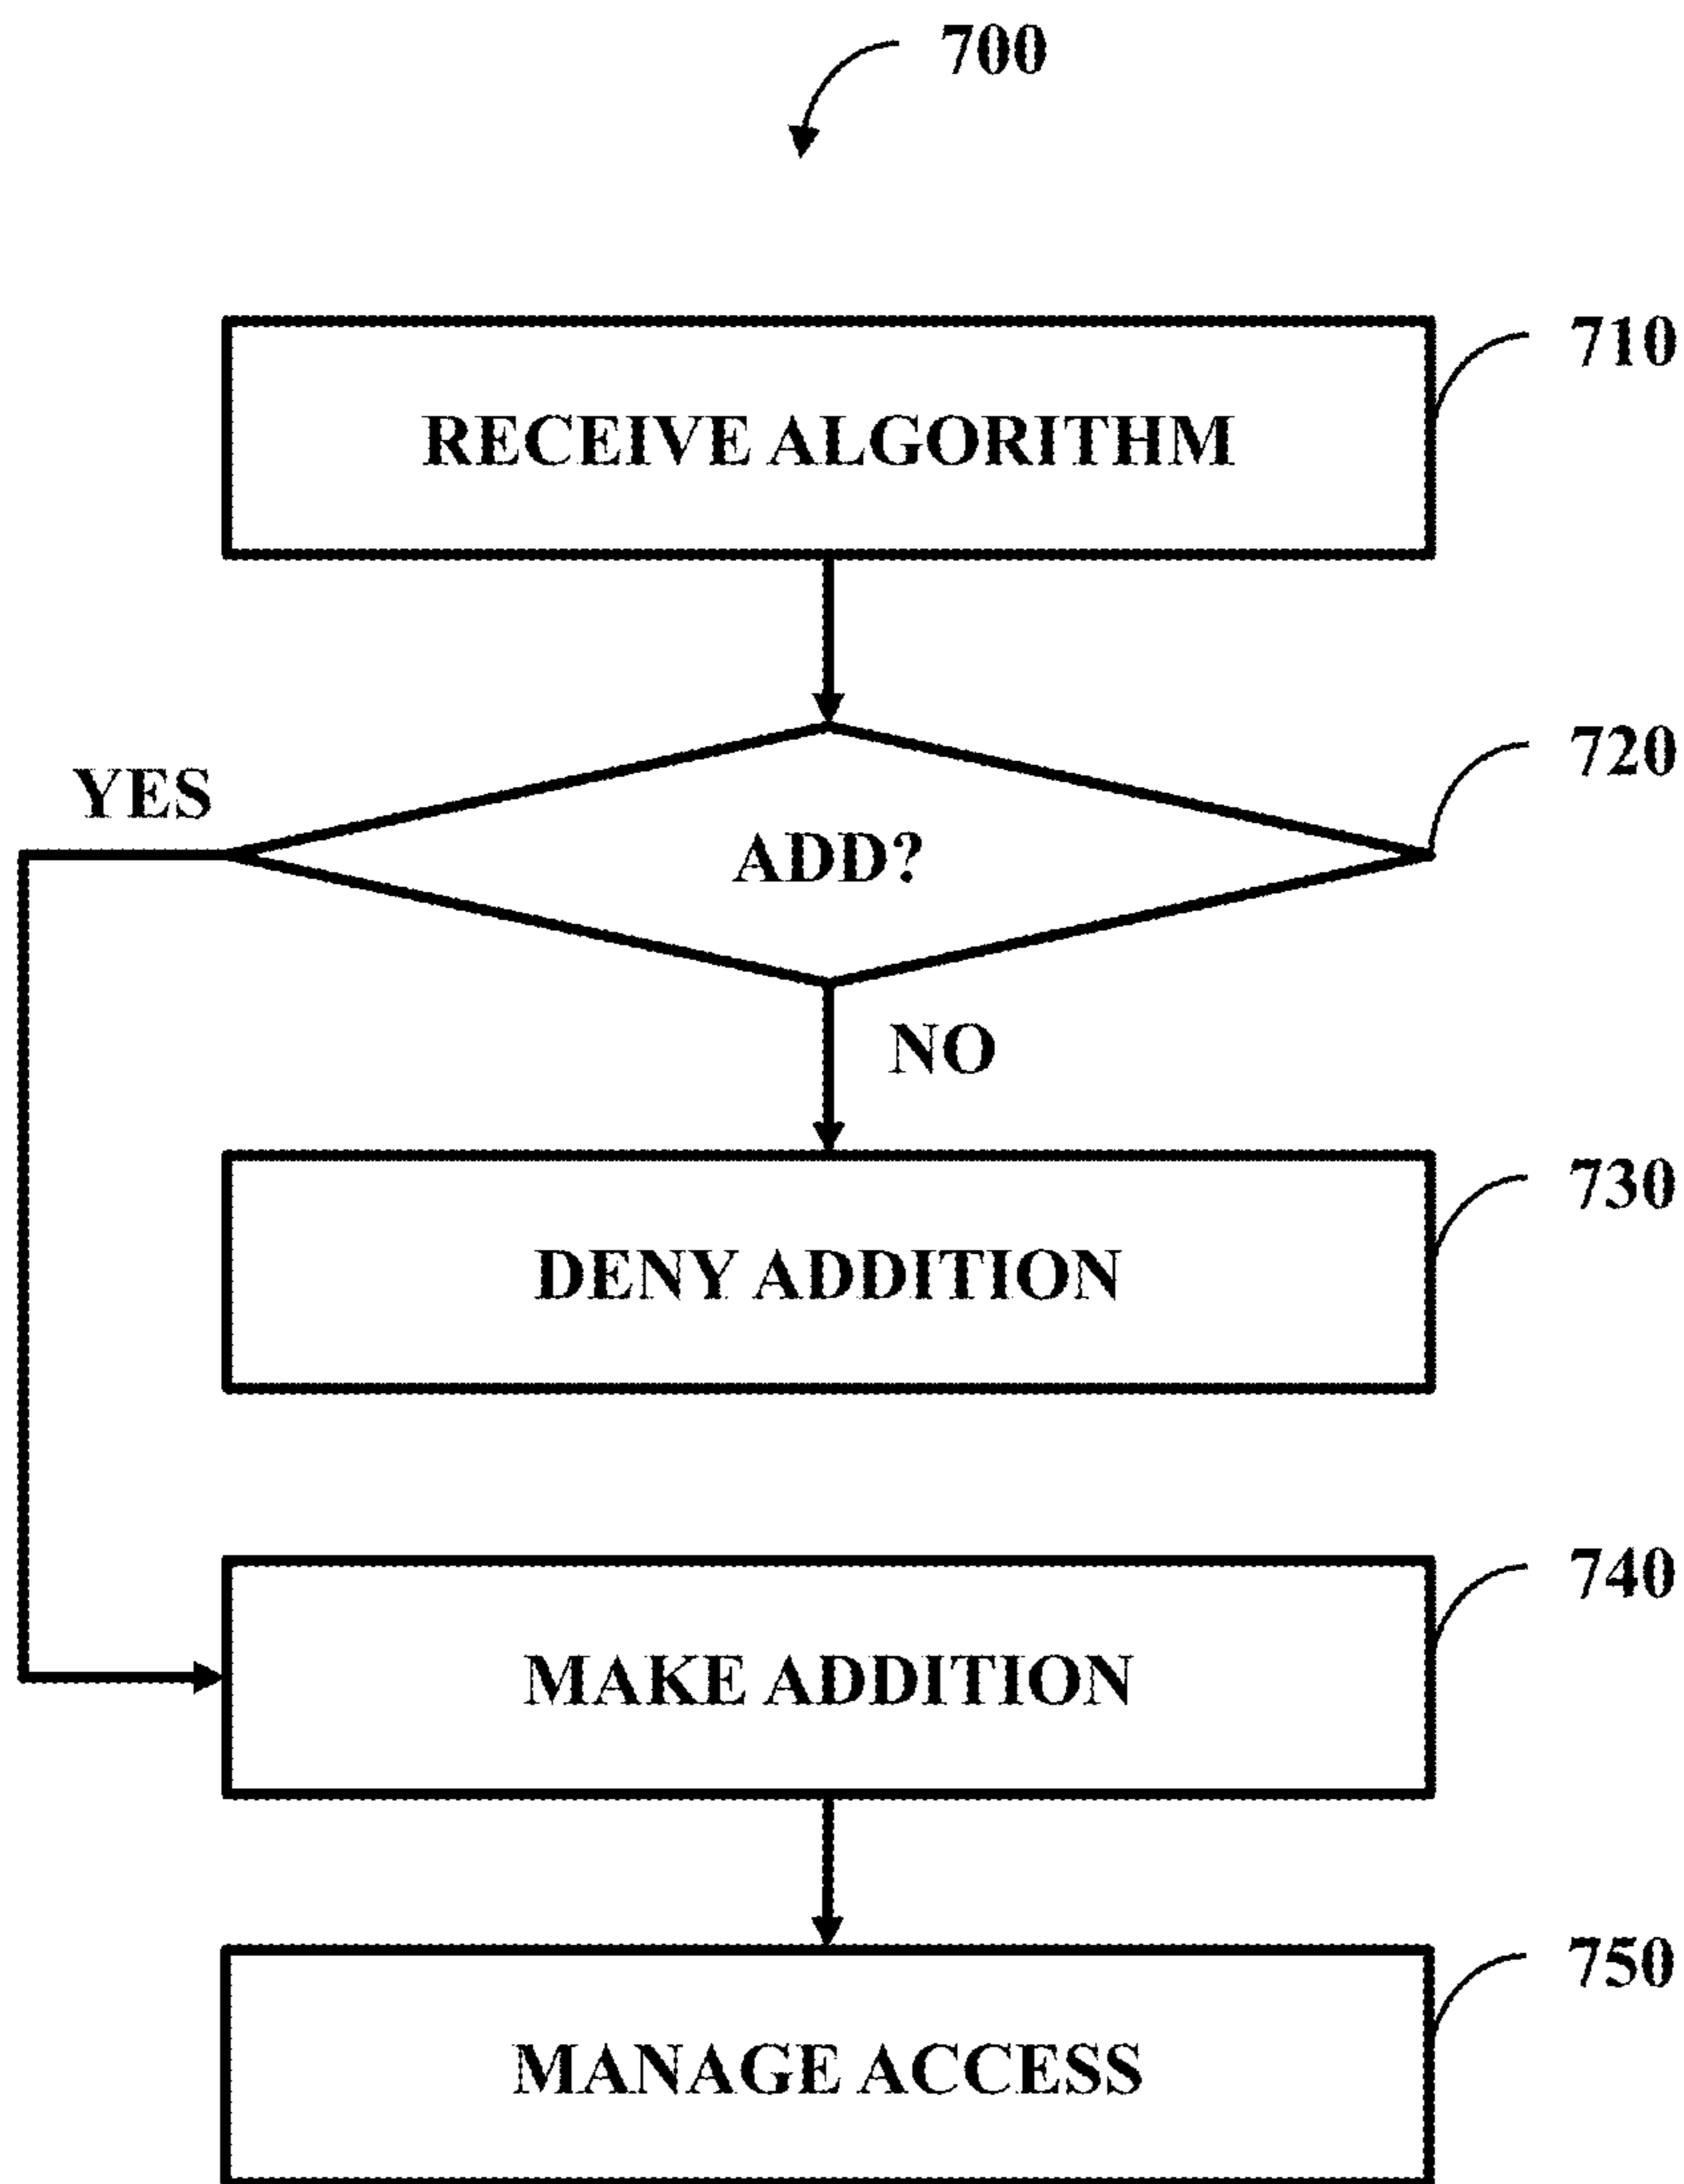 700
RECEIVE ALGORITHM
710
720
YES
ADD?
NO
730
DENY ADDITION
740
MAKE ADDITION
750
MANAGE ACCESS